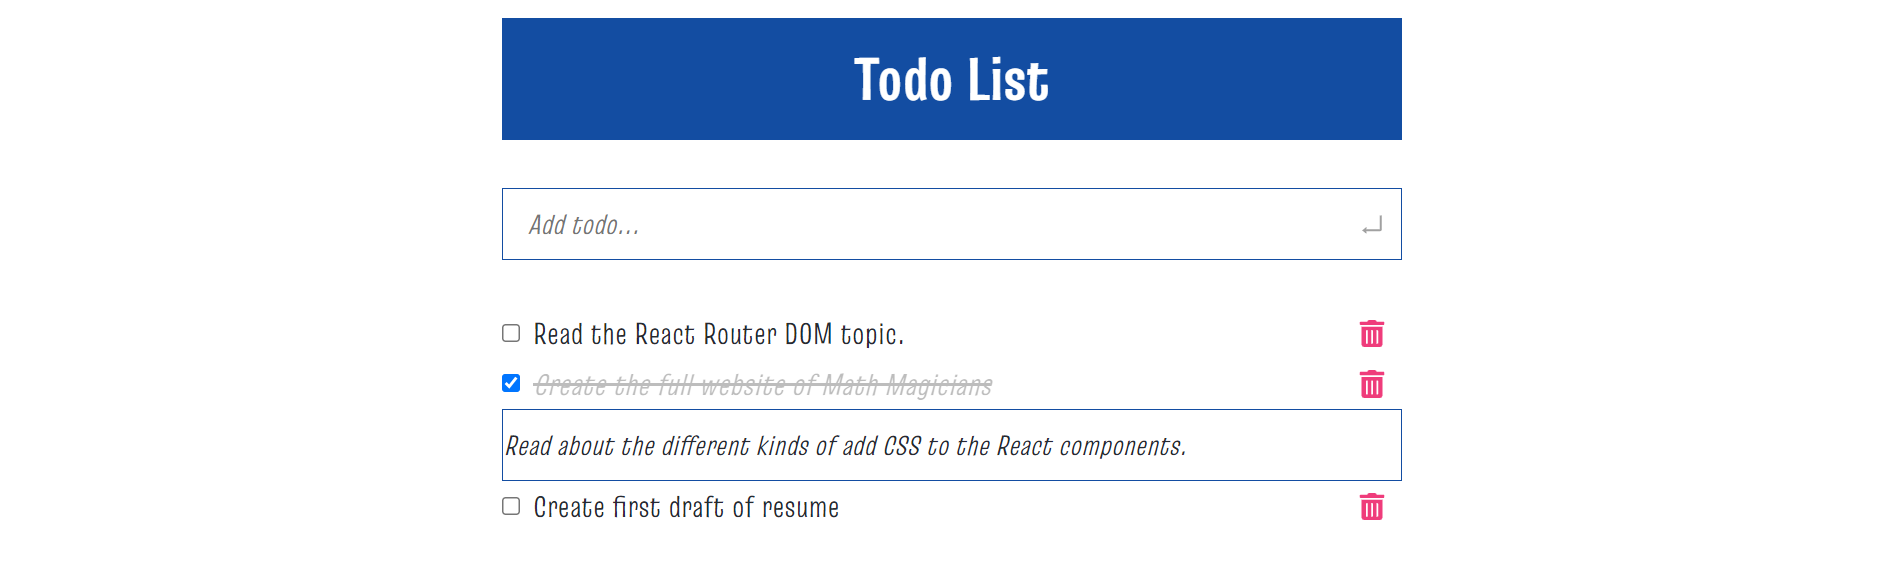 Todo List
Add todo...
Read the React Router DOM topic.
Create the full website of Math Magicians
Read about the different kinds of add CSS to the React components.
Create first draft of resume